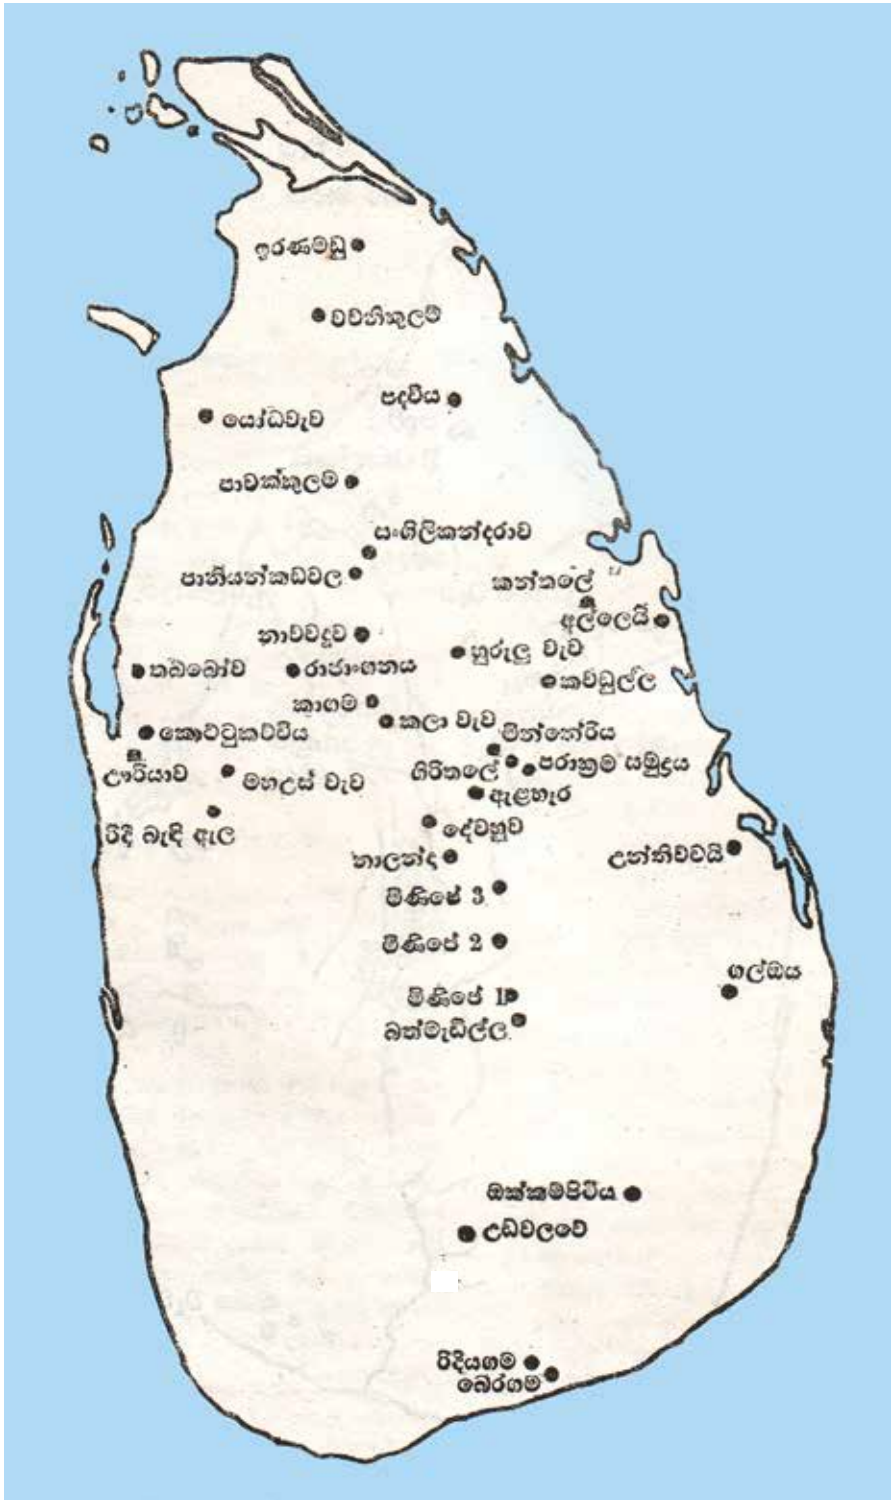 ඉරණමඩු
වව්නිකුලම්
පදවිය
යෝධවැව
පාවක්කුලම
සංගිලිකන්දරාව
පානියන්කඩවල
කන්තලේ
අල්ලෙයි
නාච්චදූව
හුරුලු වැව
තබ්බෝව
රාජාංගනය
කව්ඩුල්ල
කාගම
කලා වැව
කොට්ටුකච්චිය
මින්නේරිය
ඌරියාව
මහඋස් වැව
ගිරිතලේ
පරාක්‍රම සමුද්‍රය
ඇළහැර
රිදී බැඳි ඇල
දේවහුව
නාලන්ද
උන්නිච්චයි
මිණිපේ 3
මිණිපේ 2
ගල්ඔය
මිණිපේ 1
බත්මැඩිල්ල
ඔක්කම්පිටිය
උඩවලවේ
රිදියගම
බෙරගම